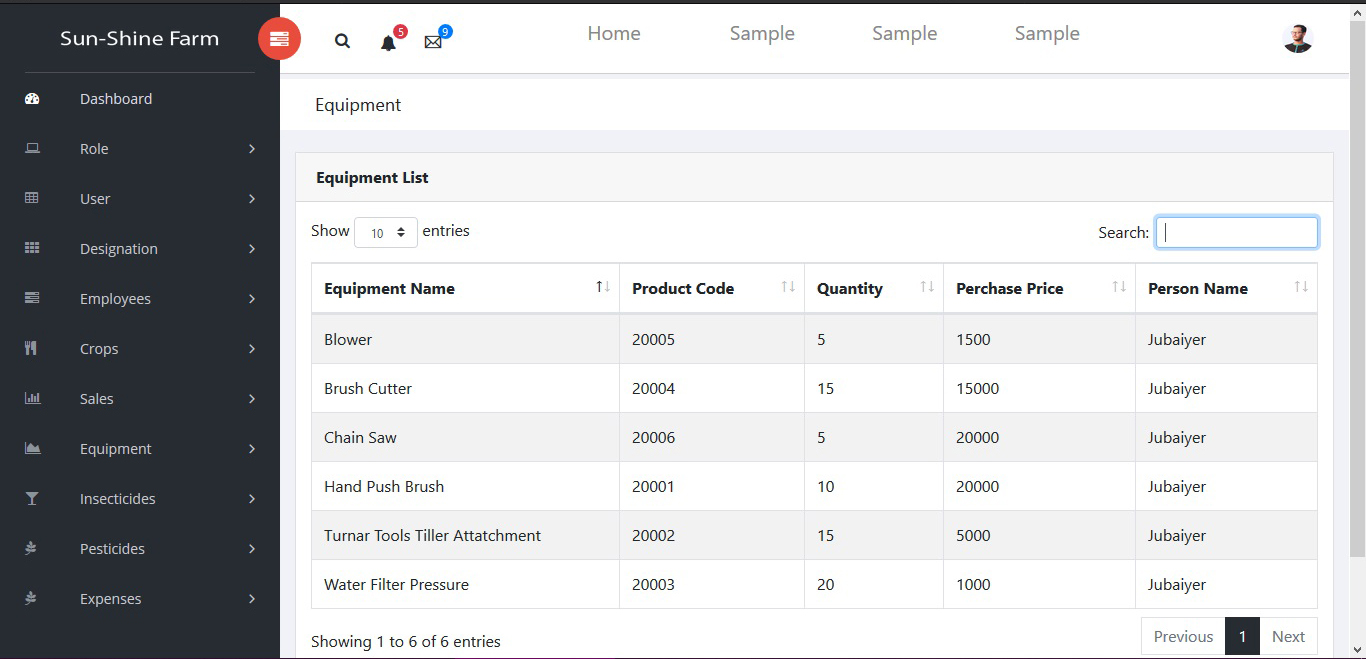 Sun-Shine Farm
5
9
Home
Sample
Sample
Sample
Dashboard
Role
User
Designation
Employees
Crops
Sales
Equipment
Insecticides
Pesticides
Expenses
Equipment
Equipment List
Show 10 entries
Search:
Equipment Name Product Code Quantity Perchase Price Person Name
Blower 20005 5 1500 Jubaiyer
Brush Cutter 20004 15 15000 Jubaiyer
Chain Saw 20006 5 20000 Jubaiyer
Hand Push Brush 20001 10 20000 Jubaiyer
Turnar Tools Tiller Attatchment 20002 15 5000 Jubaiyer
Water Filter Pressure 20003 20 1000 Jubaiyer
Showing 1 to 6 of 6 entries
Previous 1 Next